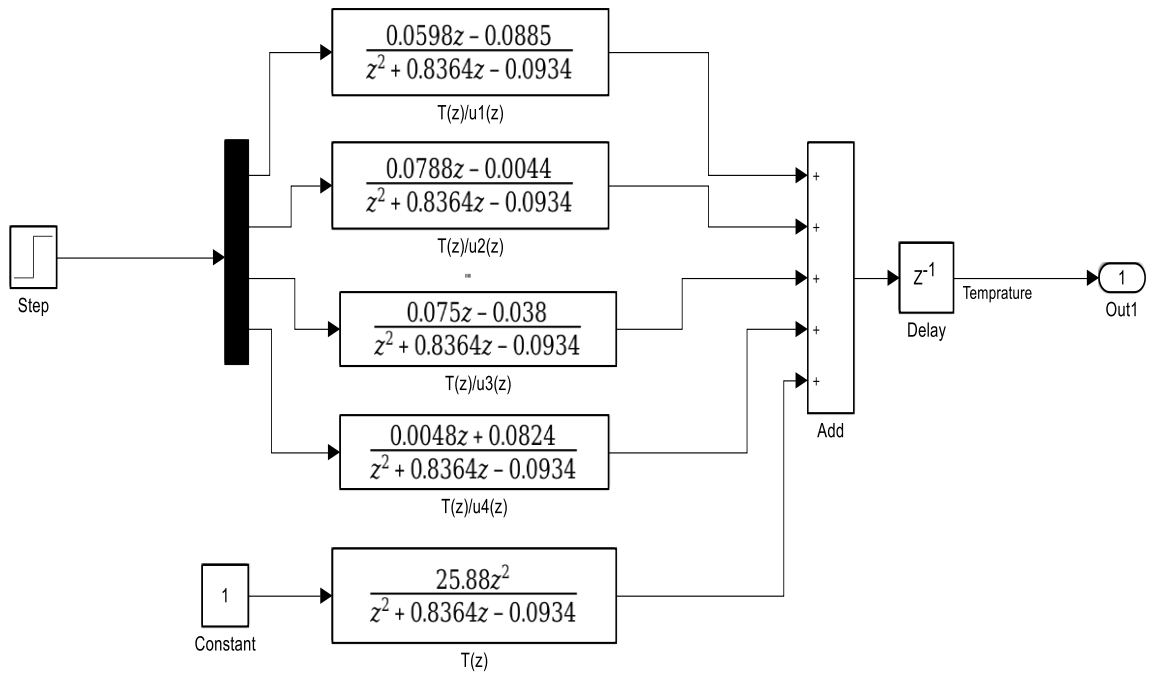 0.0598z – 0.0885
z² + 0.8364z – 0.0934
T(z)/u1(z)
0.0788z – 0.0044
z² + 0.8364z – 0.0934
T(z)/u2(z)
0.075z – 0.038
z² + 0.8364z – 0.0934
T(z)/u3(z)
0.0048z + 0.0824
z² + 0.8364z – 0.0934
T(z)/u4(z)
25.88z²
z² + 0.8364z – 0.0934
T(z)
Step
1
Constant
+
+
+
+
+
Add
z⁻¹
Delay
Temprature
1
Out1